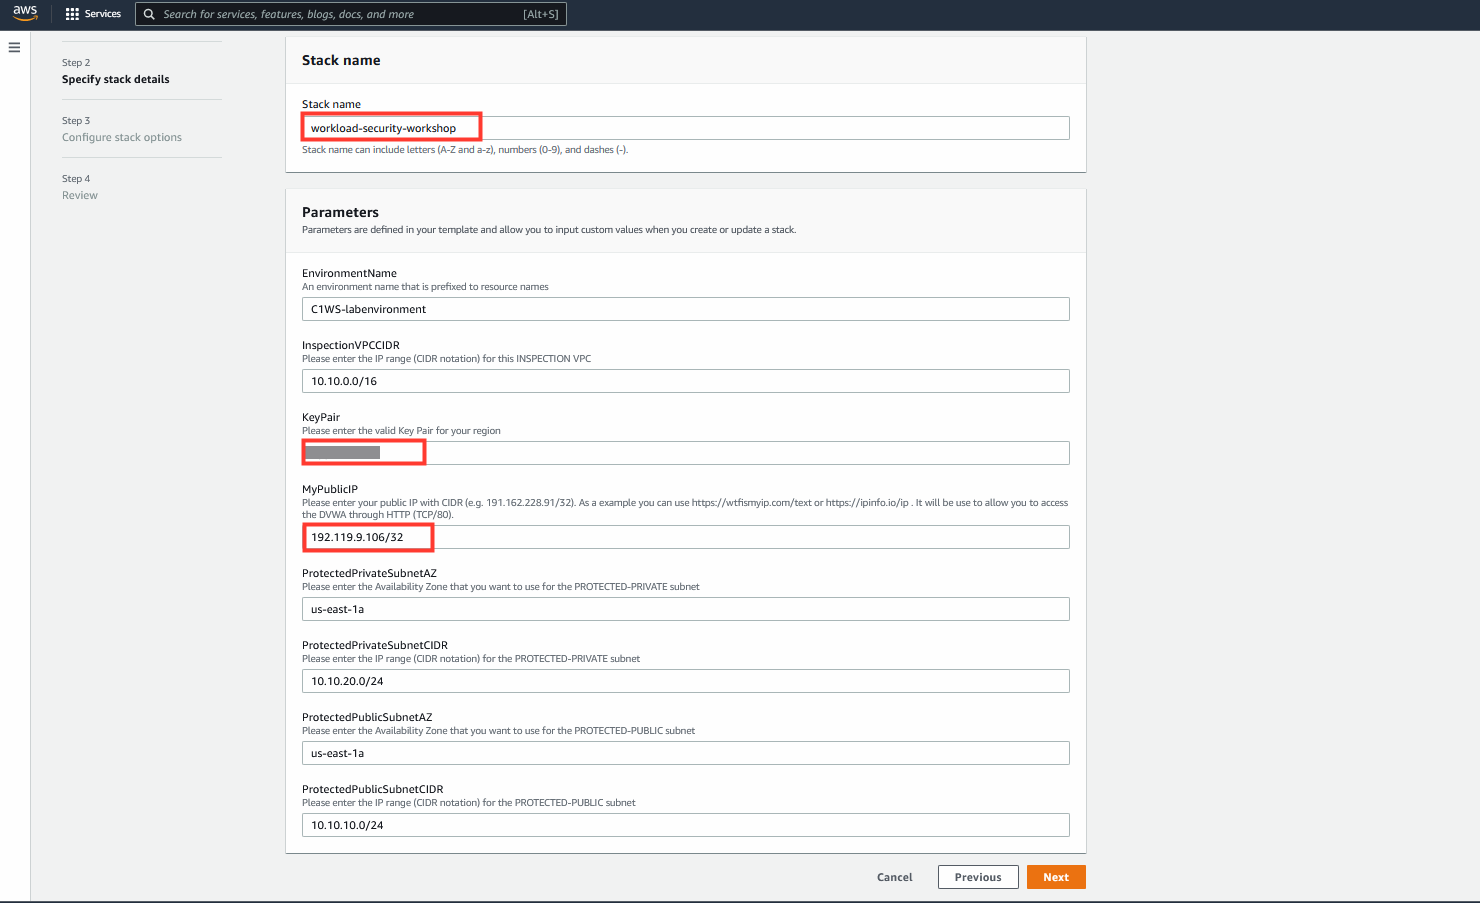 aws
Services
Search for services, features, blogs, docs, and more
[Alt+S]
Step 2
Specify stack details
Step 3
Configure stack options
Step 4
Review
Stack name
Stack name
workload-security-workshop
Stack name can include letters (A-Z and a-z), numbers (0-9), and dashes (-).
Parameters
Parameters are defined in your template and allow you to input custom values when you create or update a stack.
EnvironmentName
An environment name that is prefixed to resource names
C1WS-labenvironment
InspectionVPCCIDR
Please enter the IP range (CIDR notation) for this INSPECTION VPC
10.10.0.0/16
KeyPair
Please enter the valid Key Pair for your region
MyPublicIP
Please enter your public IP with CIDR (e.g. 191.162.228.91/32). As a example you can use https://wtfismyip.com/text or https://ipinfo.io/ip . It will be use to allow you to access
the DVWA through HTTP (TCP/80).
192.119.9.106/32
ProtectedPrivateSubnetAZ
Please enter the Availability Zone that you want to use for the PROTECTED-PRIVATE subnet
us-east-1a
ProtectedPrivateSubnetCIDR
Please enter the IP range (CIDR notation) for the PROTECTED-PRIVATE subnet
10.10.20.0/24
ProtectedPublicSubnetAZ
Please enter the Availability Zone that you want to use for the PROTECTED-PUBLIC subnet
us-east-1a
ProtectedPublicSubnetCIDR
Please enter the IP range (CIDR notation) for the PROTECTED-PUBLIC subnet
10.10.10.0/24
Cancel
Previous
Next